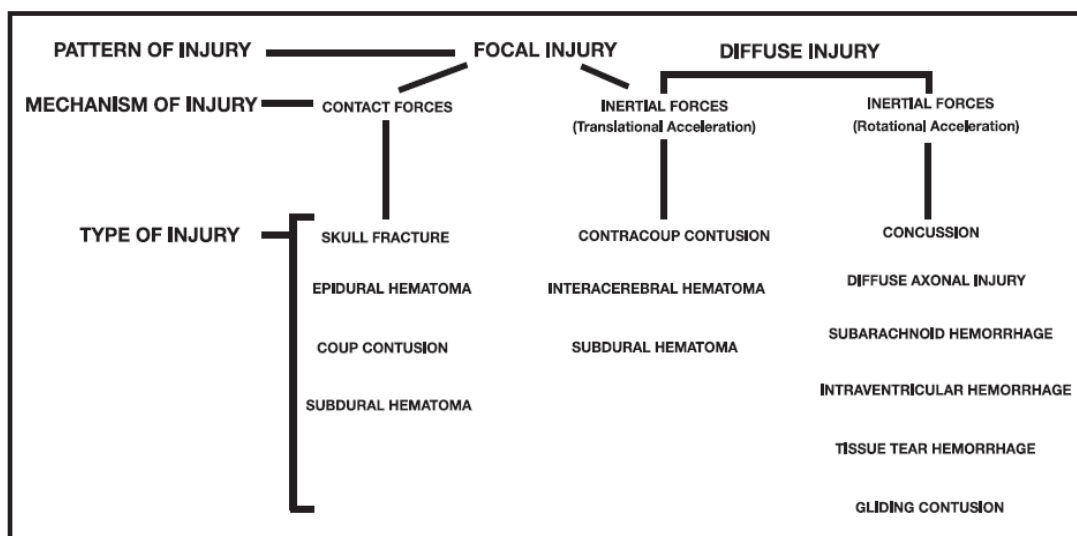 PATTERN OF INJURY FOCAL INJURY DIFFUSE INJURY
MECHANISM OF INJURY CONTACT FORCES INERTIAL FORCES INERTIAL FORCES
(Translational Acceleration) (Rotational Acceleration)
TYPE OF INJURY SKULL FRACTURE CONTRACOUP CONTUSION CONCUSSION
EPIDURAL HEMATOMA INTERACEREBRAL HEMATOMA DIFFUSE AXONAL INJURY
COUP CONTUSION SUBDURAL HEMATOMA SUBARACHNOID HEMORRHAGE
SUBDURAL HEMATOMA INTRAVENTRICULAR HEMORRHAGE
TISSUE TEAR HEMORRHAGE
GLIDING CONTUSION